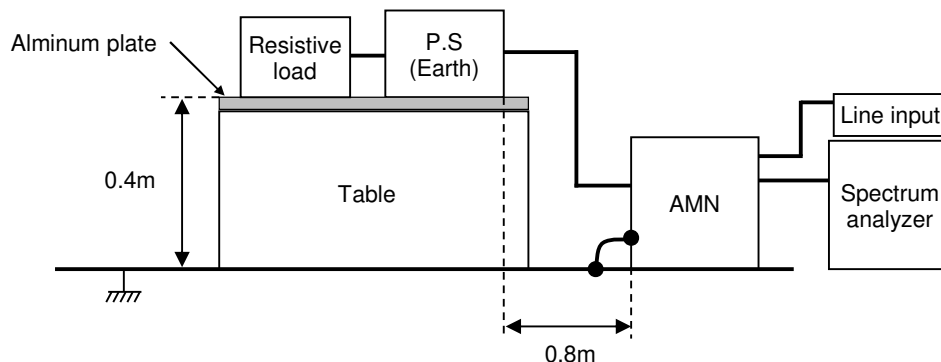 Alminum plate
Resistive
load
P.S
(Earth)
Line input
0.4m
Table
AMN
Spectrum
analyzer
0.8m